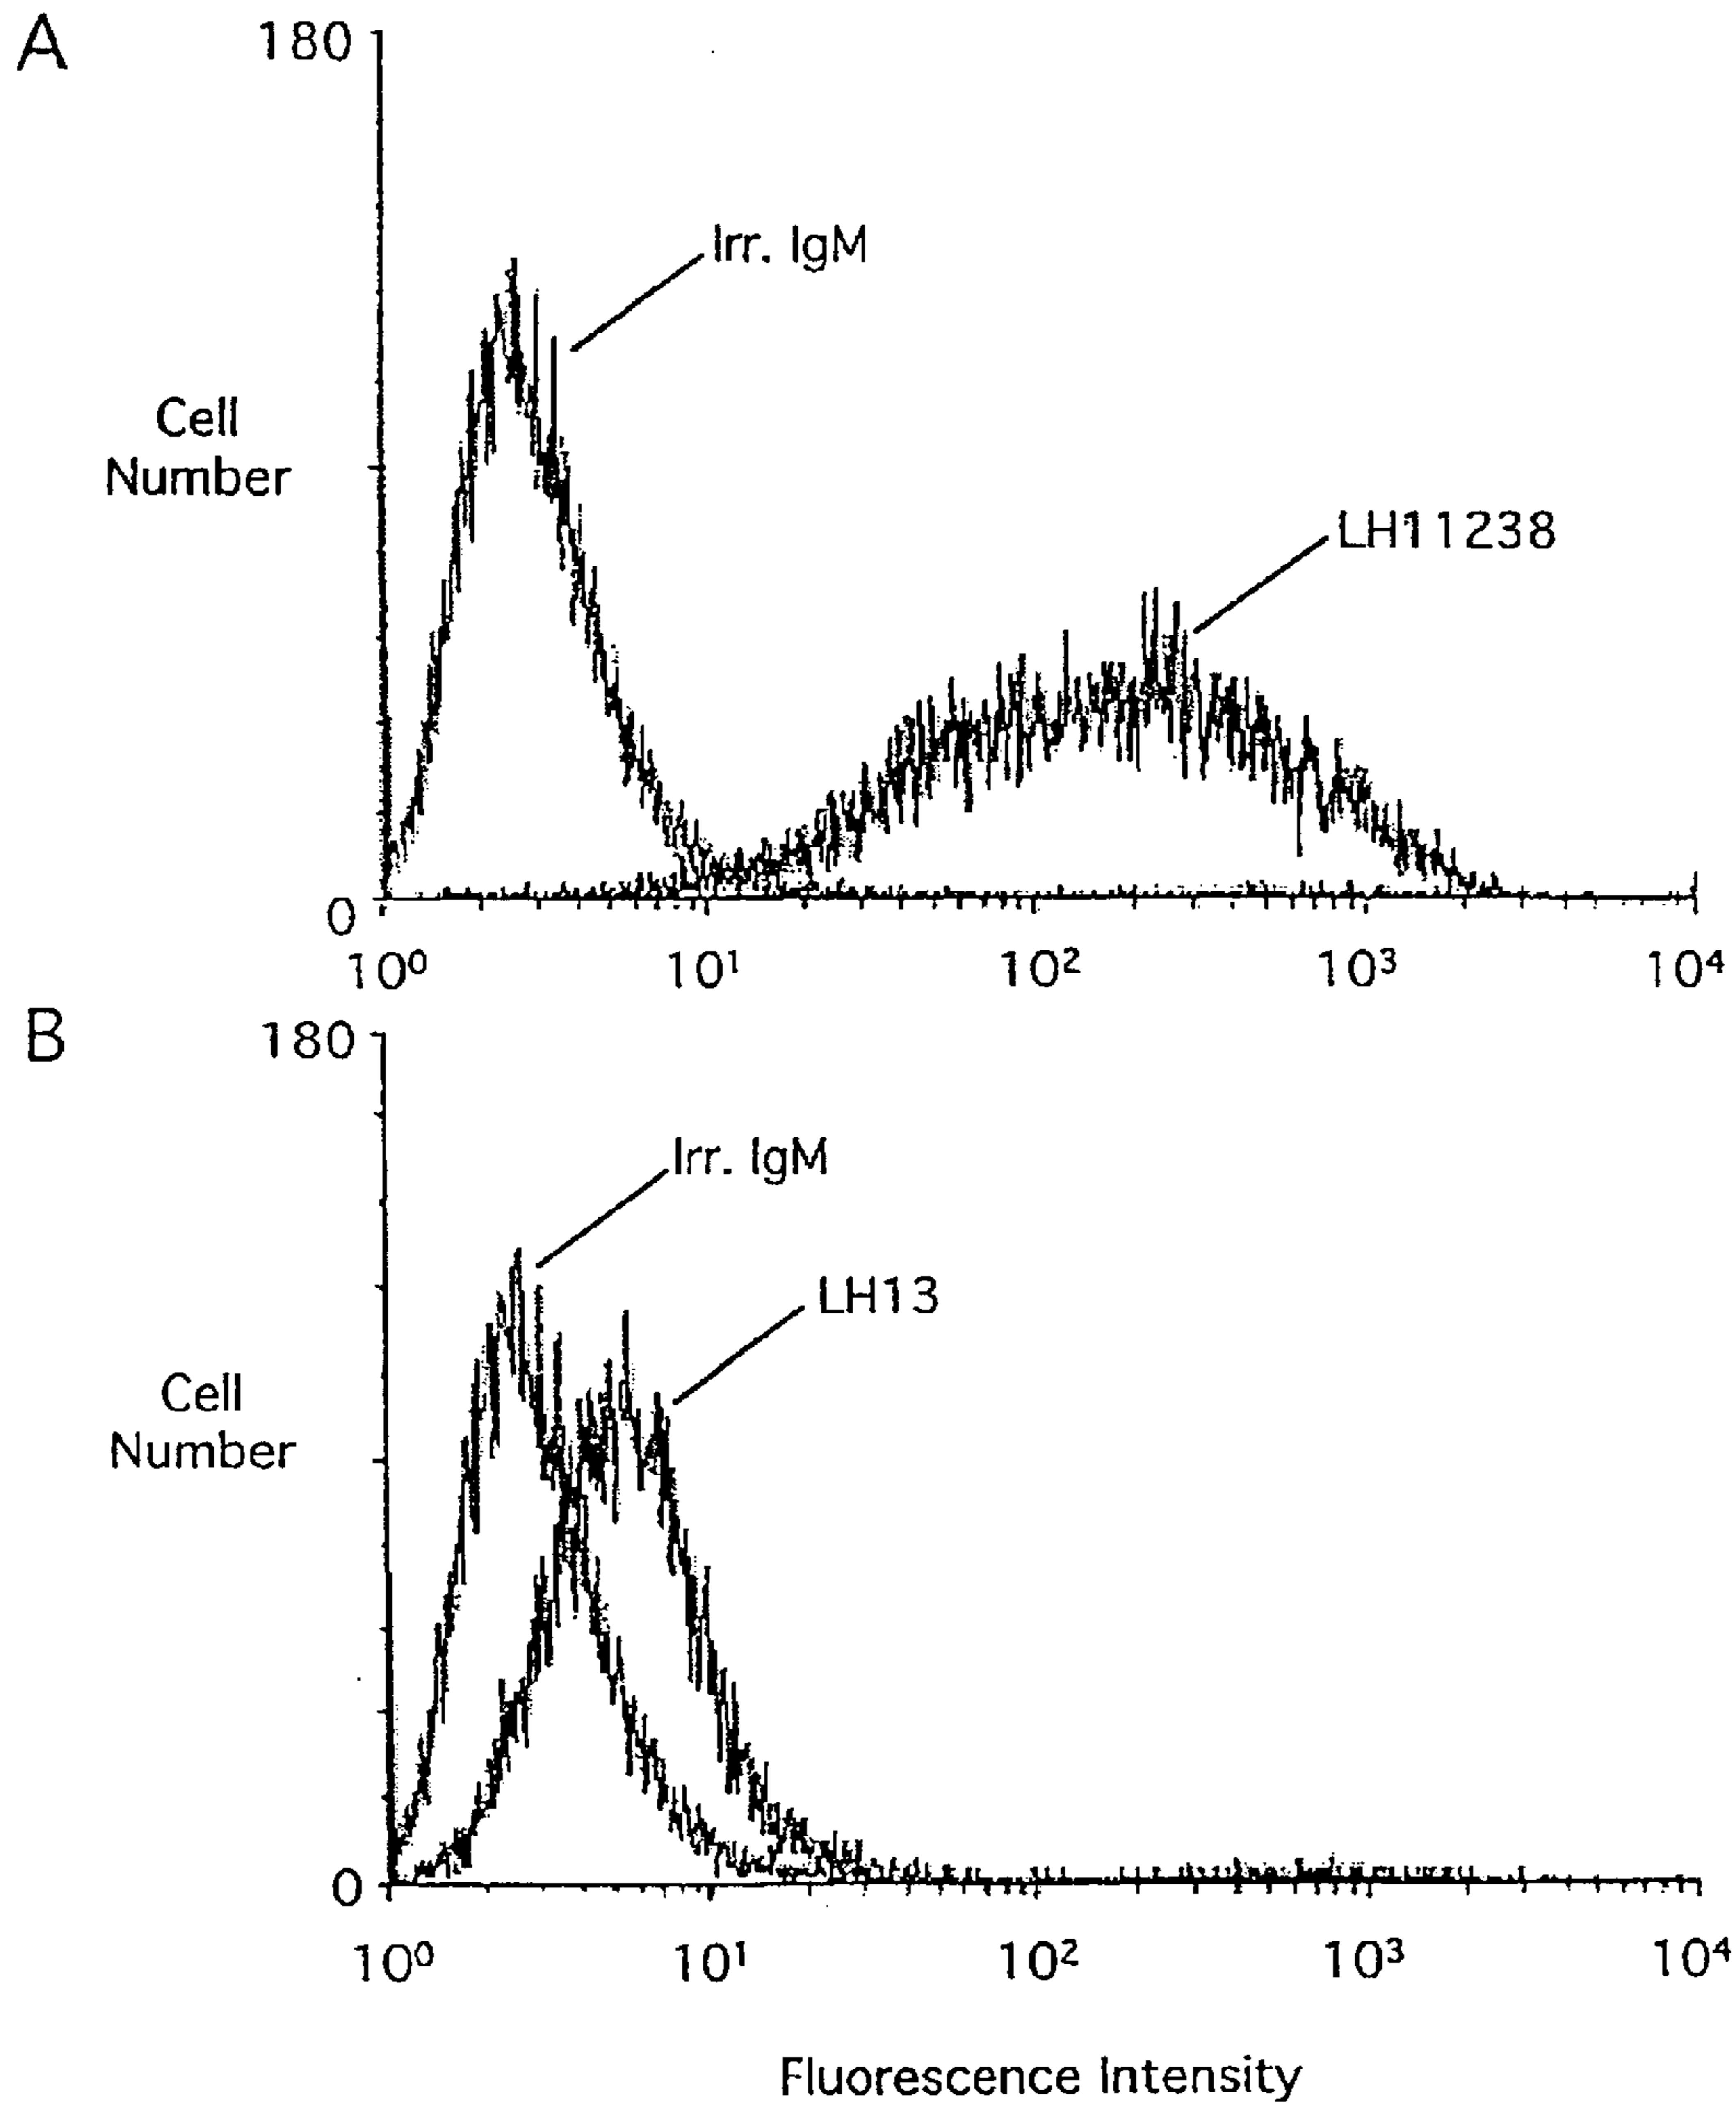 A
180
Irr. IgM
Cell
Number
LH11238
0
10⁰ 10¹ 10² 10³ 10⁴
B
180
Irr. IgM
LH13
Cell
Number
0
10⁰ 10¹ 10² 10³ 10⁴
Fluorescence Intensity